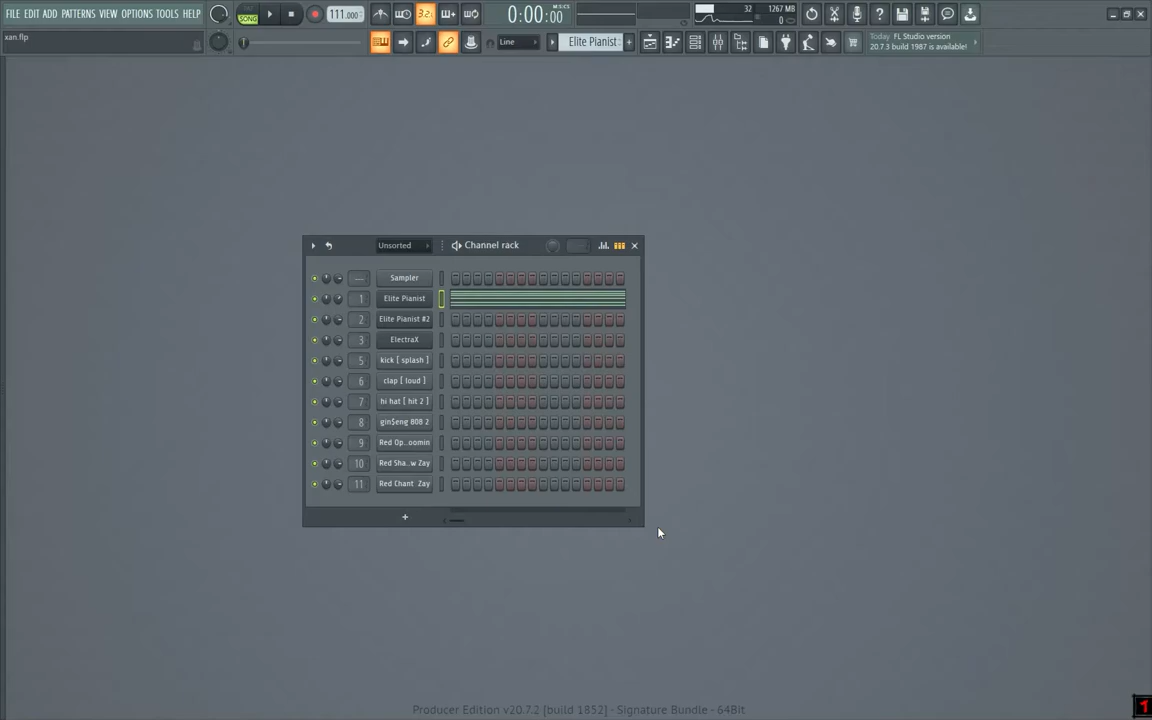 FILE EDIT ADD PATTERNS VIEW OPTIONS TOOLS HELP
SONG
111.000
3.2
0:00:00
M:S:CS
32
1267 MB
0
xan.flp
Line
Elite Pianist
Today FL Studio version
20.7.3 build 1987 is available!
Unsorted
Channel rack
Sampler
1 Elite Pianist
2 Elite Pianist #2
3 ElectraX
5 kick [ splash ]
6 clap [ loud ]
7 hi hat [ hit 2 ]
8 gin$eng 808 2
9 Red Op..oomin
10 Red Sha..w Zay
11 Red Chant Zay
+
Producer Edition v20.7.2 [build 1852] - Signature Bundle - 64Bit
1